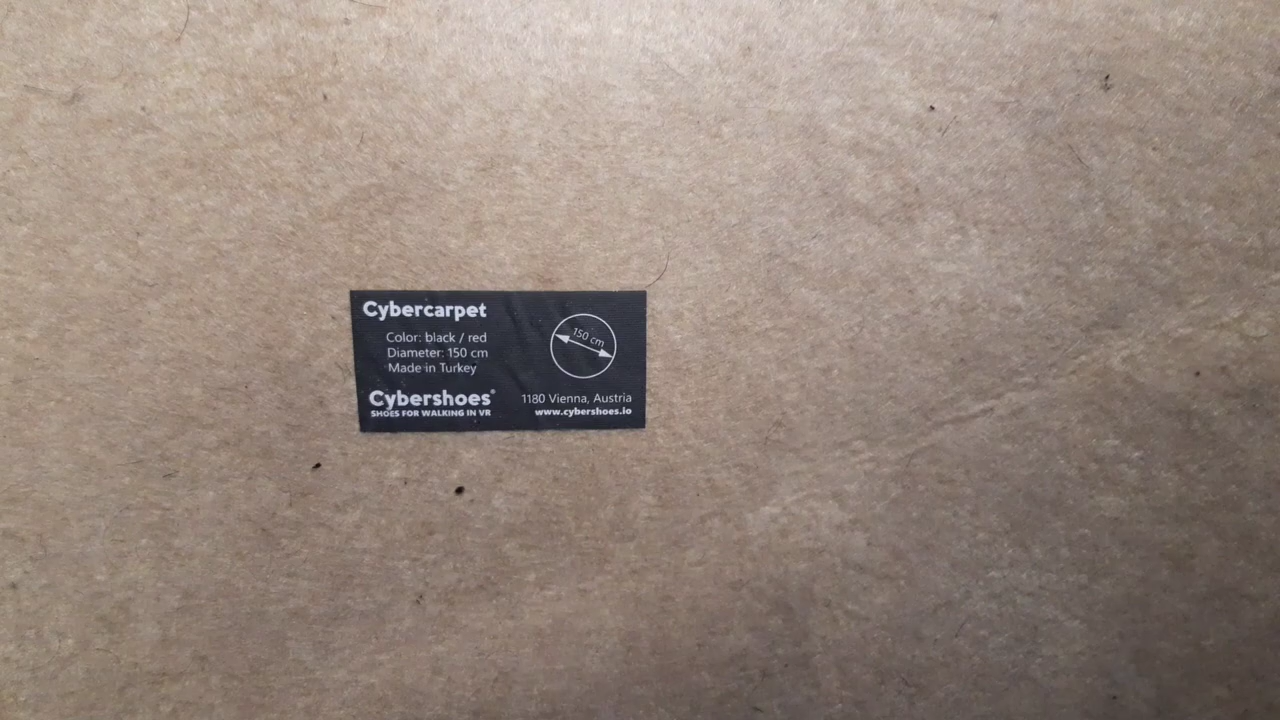 Cybercarpet
Color: black / red
Diameter: 150 cm
Made in Turkey
150 cm
Cybershoes®
SHOES FOR WALKING IN VR
1180 Vienna, Austria
www.cybershoes.io